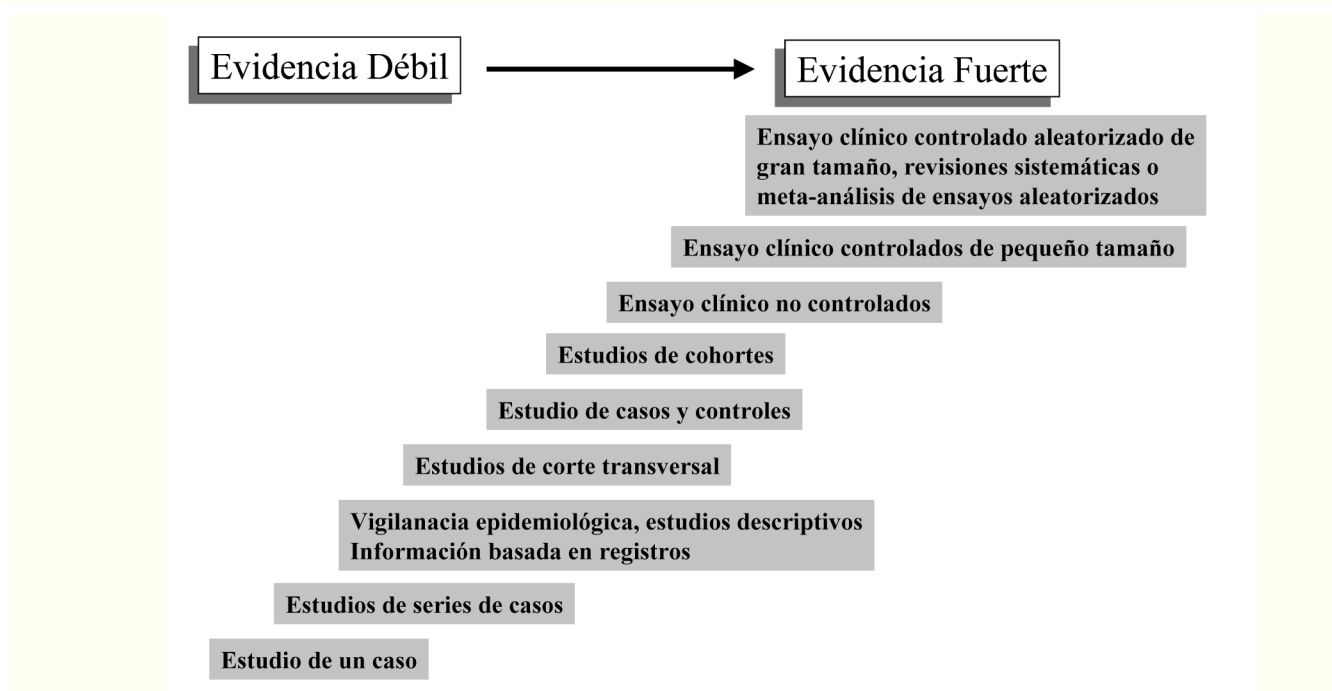 Evidencia Débil
Evidencia Fuerte
Ensayo clínico controlado aleatorizado de
gran tamaño, revisiones sistemáticas o
meta-análisis de ensayos aleatorizados
Ensayo clínico controlados de pequeño tamaño
Ensayo clínico no controlados
Estudios de cohortes
Estudio de casos y controles
Estudios de corte transversal
Vigilanacia epidemiológica, estudios descriptivos
Información basada en registros
Estudios de series de casos
Estudio de un caso